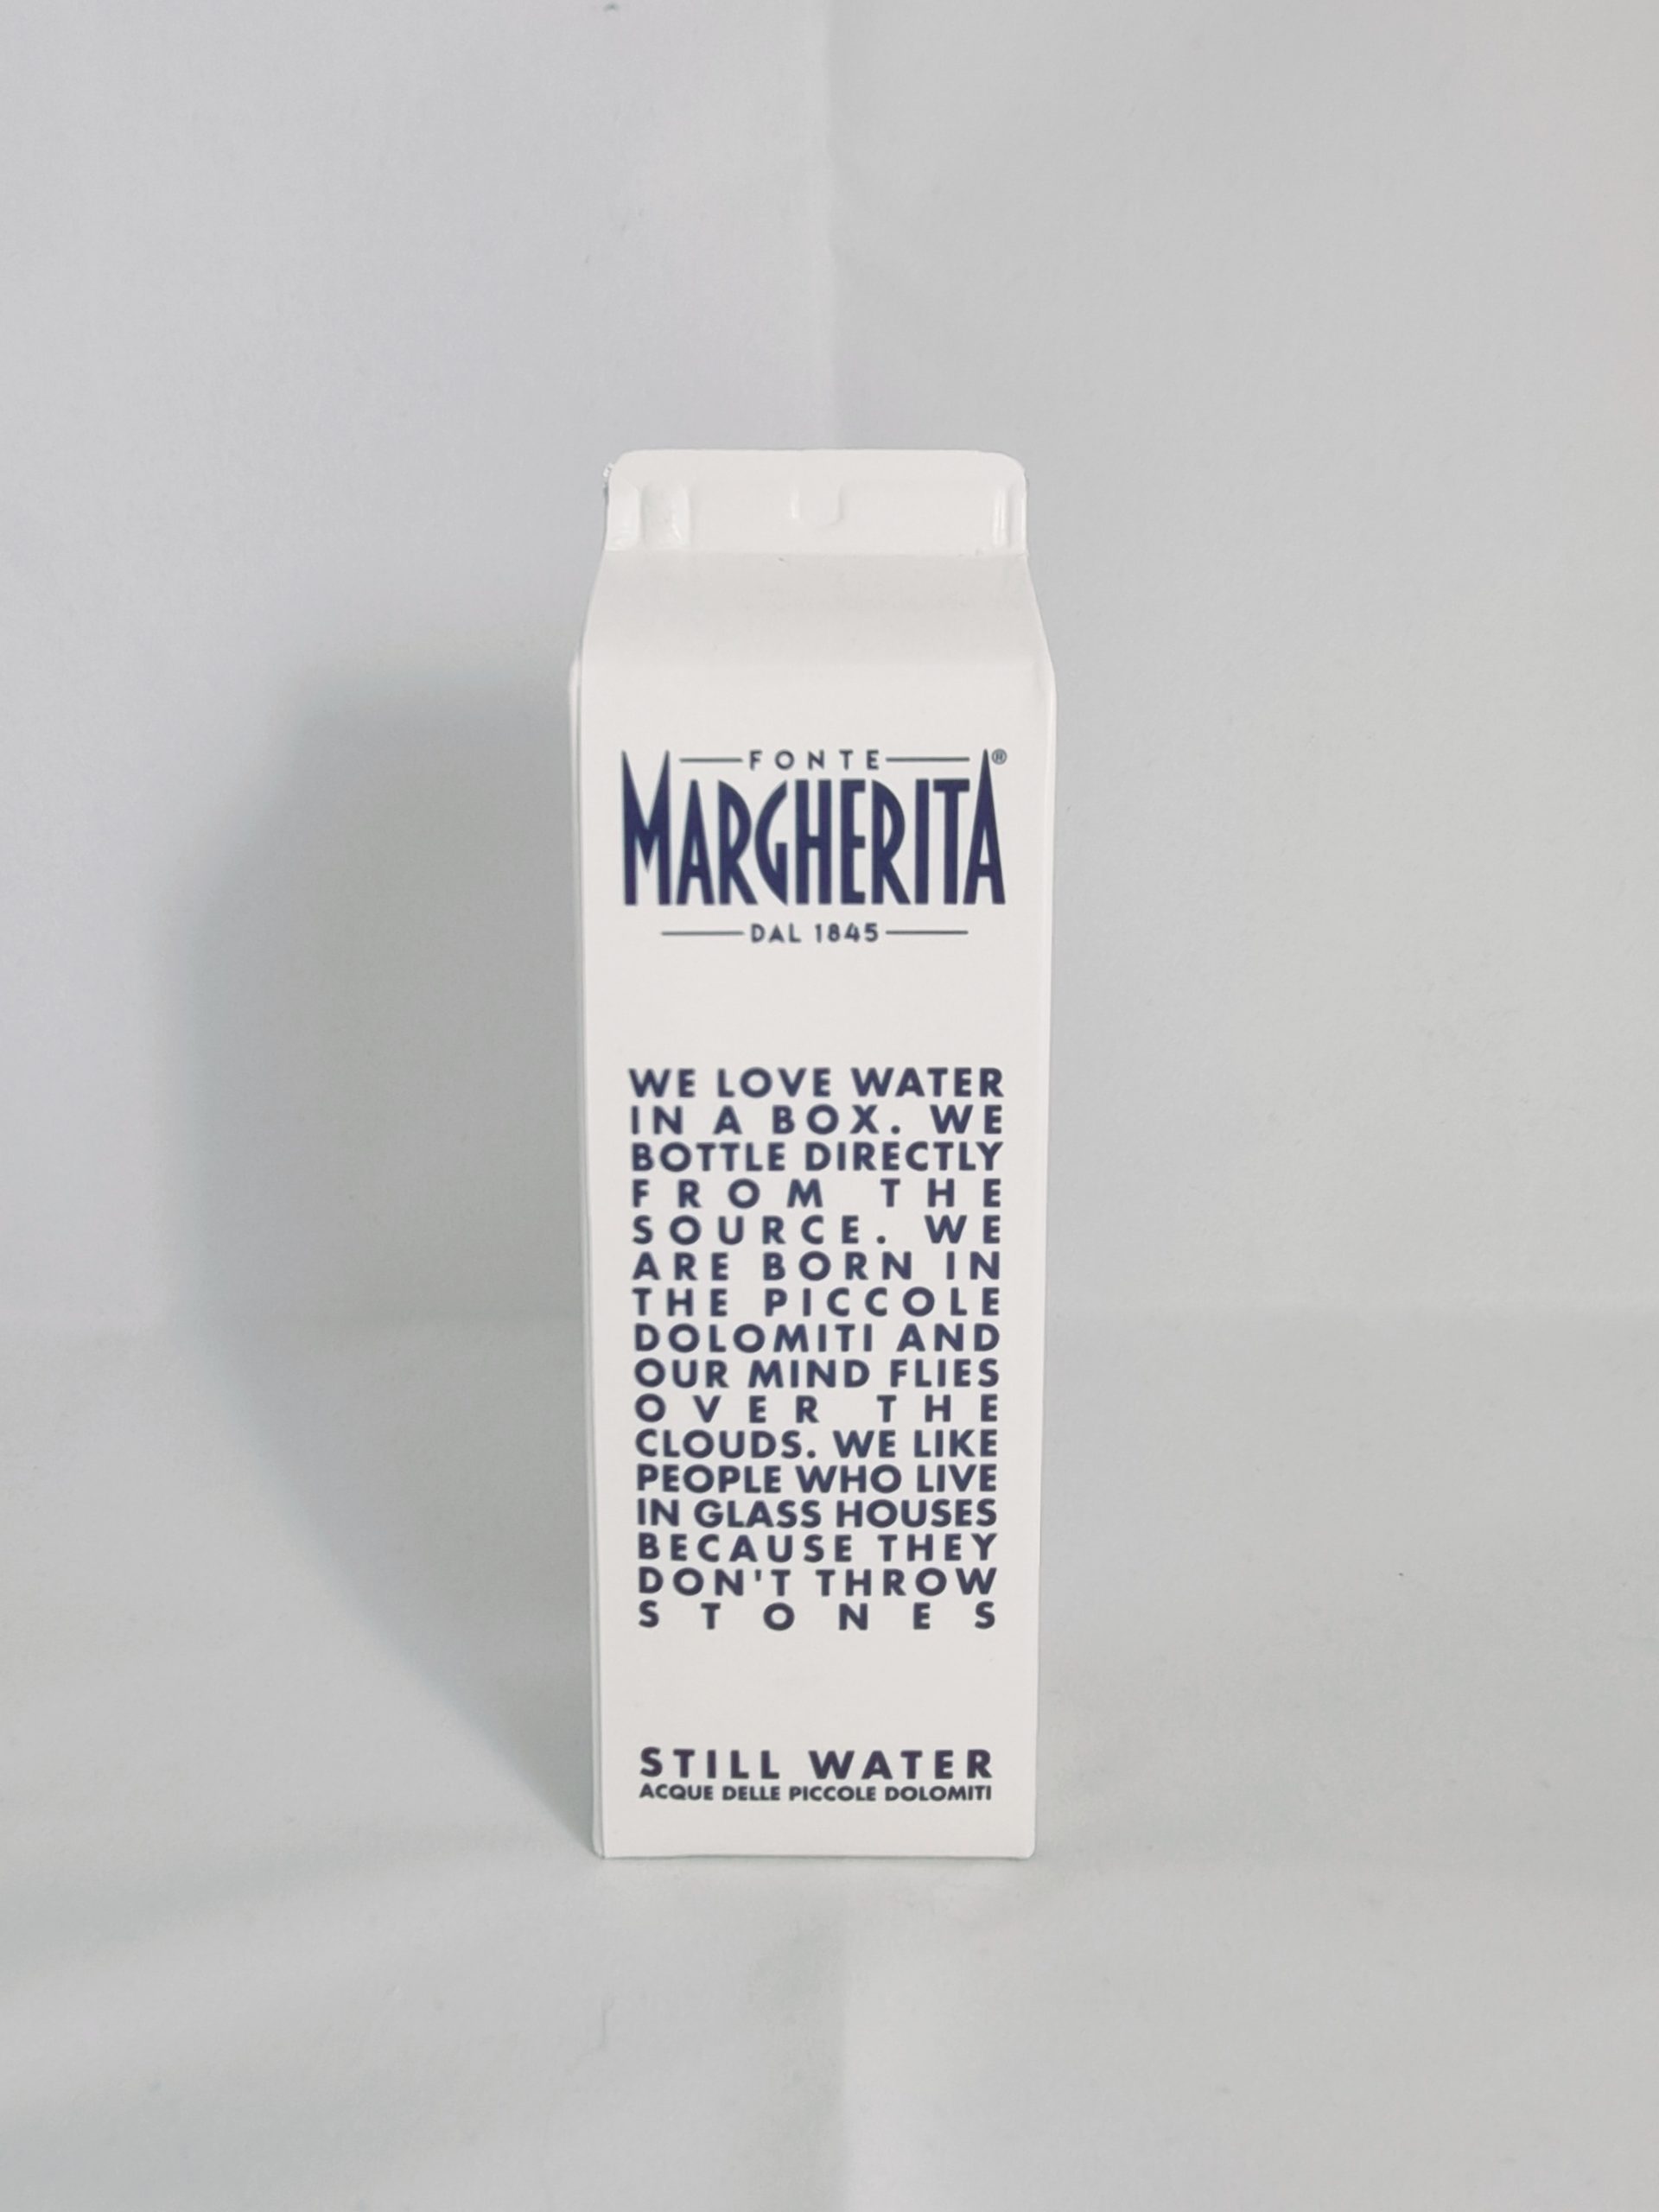 FONTE
MARGHERITA®
DAL 1845
WE LOVE WATER
IN A BOX. WE
BOTTLE DIRECTLY
FROM THE
SOURCE. WE
ARE BORN IN
THE PICCOLE
DOLOMITI AND
OUR MIND FLIES
OVER THE
CLOUDS. WE LIKE
PEOPLE WHO LIVE
IN GLASS HOUSES
BECAUSE THEY
DON'T THROW
STONES
STILL WATER
ACQUE DELLE PICCOLE DOLOMITI